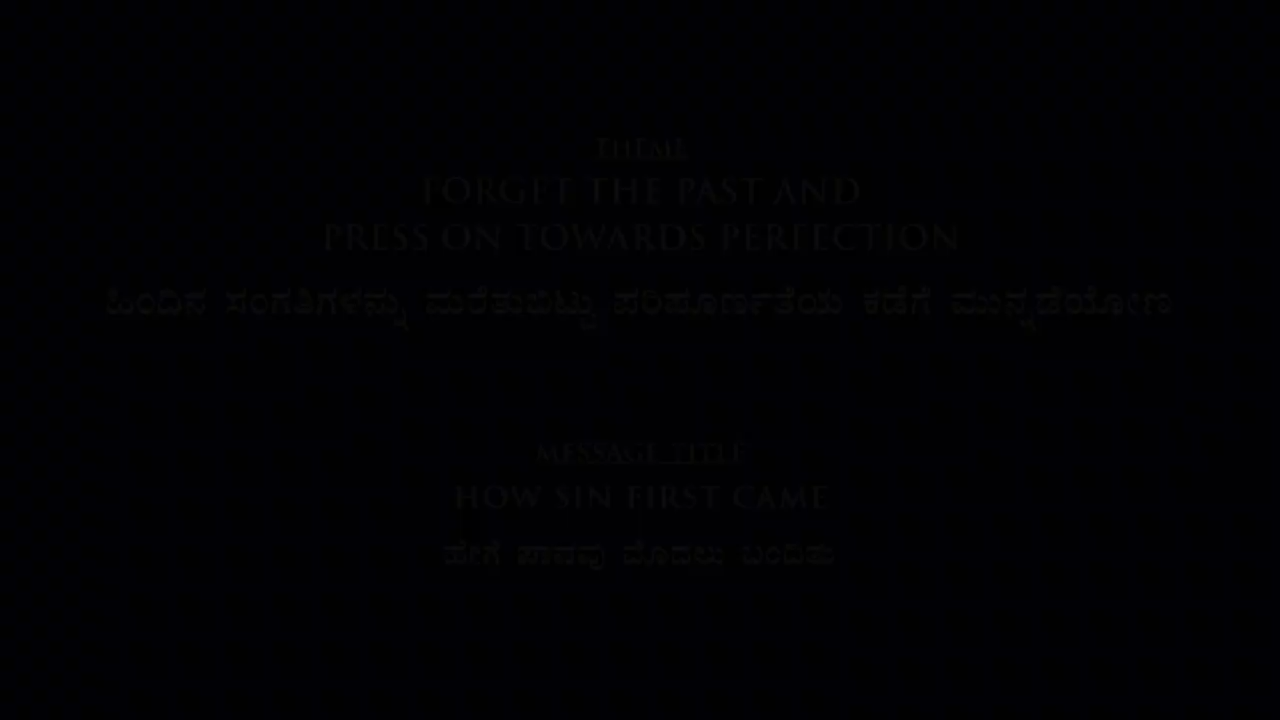 THEME
FORGET THE PAST AND
PRESS ON TOWARDS PERFECTION
ಹಿಂದಿನ ಸಂಗತಿಗಳನ್ನು ಮರೆತುಬಿಟ್ಟು ಪರಿಪೂರ್ಣತೆಯ ಕಡೆಗೆ ಮುನ್ನಡೆಯೋಣ
MESSAGE TITLE
HOW SIN FIRST CAME
ಹೇಗೆ ಪಾಪವು ಮೊದಲು ಬಂದಿತು